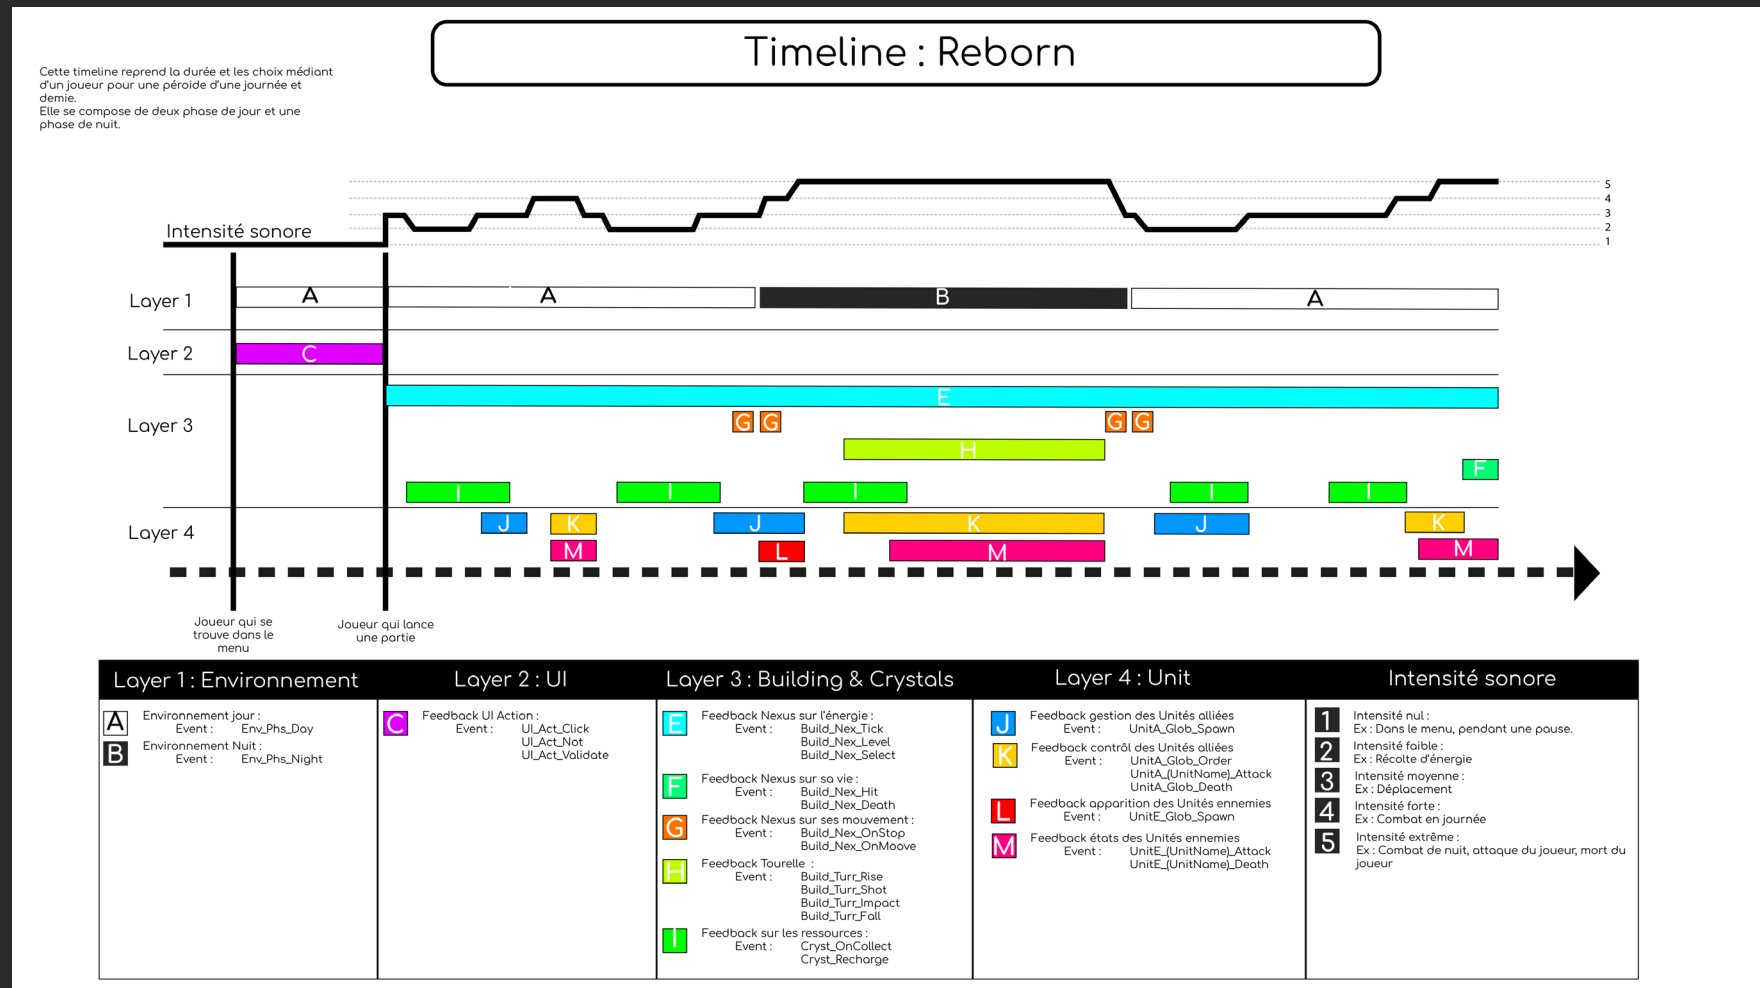 Timeline : Reborn
Cette timeline reprend la durée et les choix médiant
d'un joueur pour une péroide d'une journée et
demie.
Elle se compose de deux phase de jour et une
phase de nuit.
5
4
3
2
1
Intensité sonore
Layer 1
A
A
B
A
Layer 2
C
Layer 3
E
G
G
G
G
H
F
I
I
I
I
I
Layer 4
J
K
J
K
J
K
M
L
M
M
Joueur qui se
trouve dans le
menu
Joueur qui lance
une partie
Layer 1 : Environnement
A
Environnement jour :
Event : Env_Phs_Day
B
Environnement Nuit :
Event : Env_Phs_Night
Layer 2 : UI
C
Feedback UI Action :
Event : UI_Act_Click
UI_Act_Not
UI_Act_Validate
Layer 3 : Building & Crystals
E
Feedback Nexus sur l'énergie :
Event : Build_Nex_Tick
Build_Nex_Level
Build_Nex_Select
F
Feedback Nexus sur sa vie :
Event : Build_Nex_Hit
Build_Nex_Death
G
Feedback Nexus sur ses mouvement :
Event : Build_Nex_OnStop
Build_Nex_OnMoove
H
Feedback Tourelle :
Event : Build_Turr_Rise
Build_Turr_Shot
Build_Turr_Impact
Build_Turr_Fall
I
Feedback sur les ressources :
Event : Cryst_OnCollect
Cryst_Recharge
Layer 4 : Unit
J
Feedback gestion des Unités alliées
Event : UnitA_Glob_Spawn
K
Feedback contrôl des Unités alliées
Event : UnitA_Glob_Order
UnitA_(UnitName)_Attack
UnitA_Glob_Death
L
Feedback apparition des Unités ennemies
Event : UnitE_Glob_Spawn
M
Feedback états des Unités ennemies
Event : UnitE_(UnitName)_Attack
UnitE_(UnitName)_Death
Intensité sonore
1
Intensité nul :
Ex : Dans le menu, pendant une pause.
2
Intensité faible :
Ex : Récolte d'énergie
3
Intensité moyenne :
Ex : Déplacement
4
Intensité forte :
Ex : Combat en journée
5
Intensité extrême :
Ex : Combat de nuit, attaque du joueur, mort du
joueur